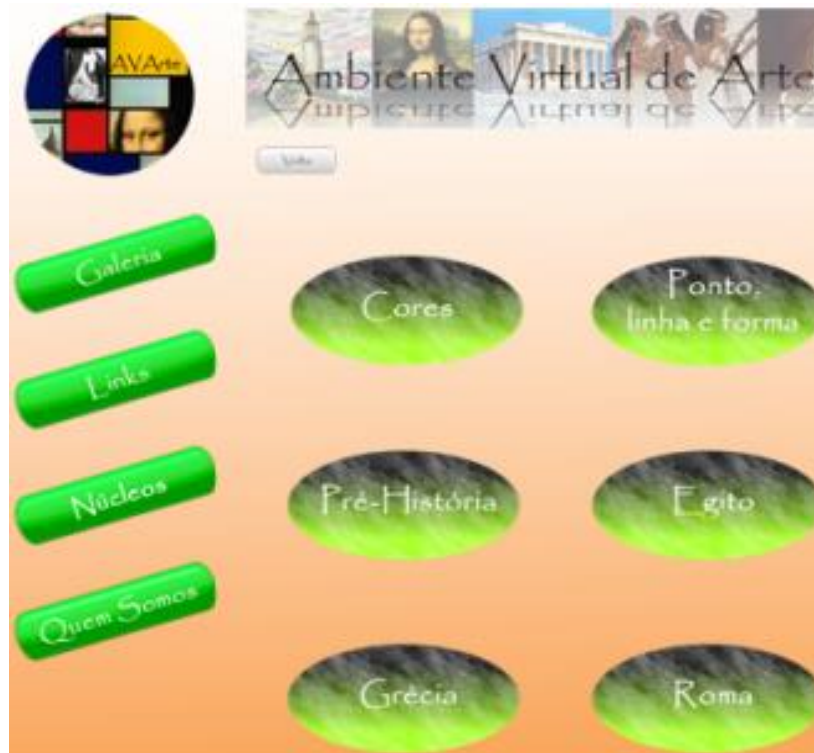 AVArte
Ambiente Virtual de Arte
Galeria
Links
Núcleos
Quem Somos
Cores
Ponto,
linha e forma
Pré-História
Egito
Grécia
Roma